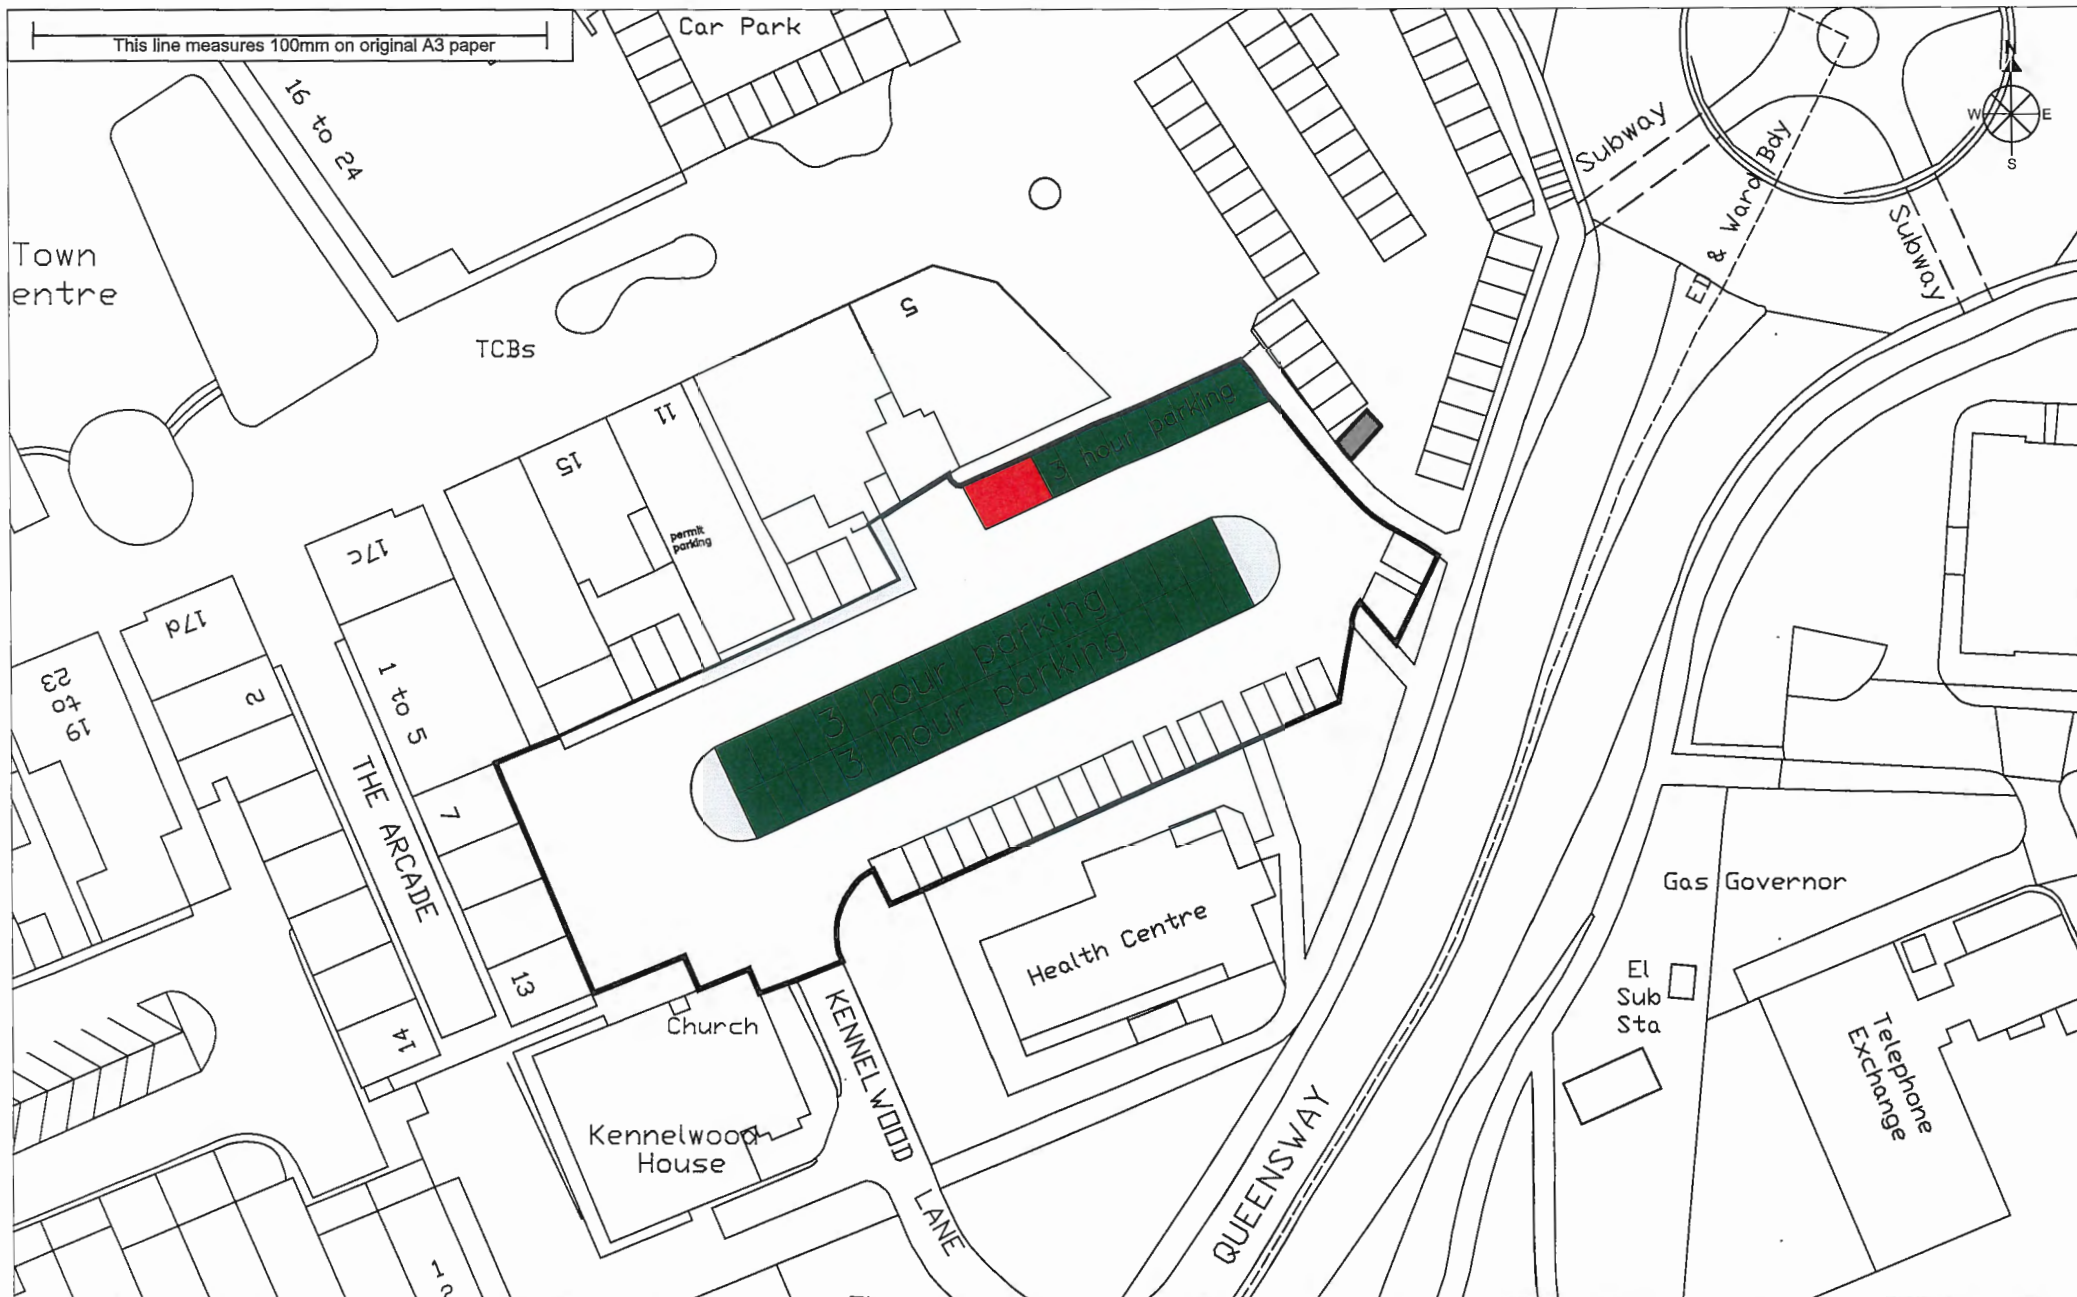 This line measures 100mm on original A3 paper
Car Park
16 to 24
Subway
ED & Ward Bdy
Subway
N
W
E
S
Town
entre
TCBs
5
11
15
permit
parking
3 hour parking
17c
17d
1 to 5
2
19
to
23
3 hour parking
3 hour parking
THE ARCADE
7
13
14
Church
Kennelwood
House
KENNELWOOD
LANE
Health Centre
QUEENSWAY
Gas Governor
El
Sub
Sta
Telephone
Exchange